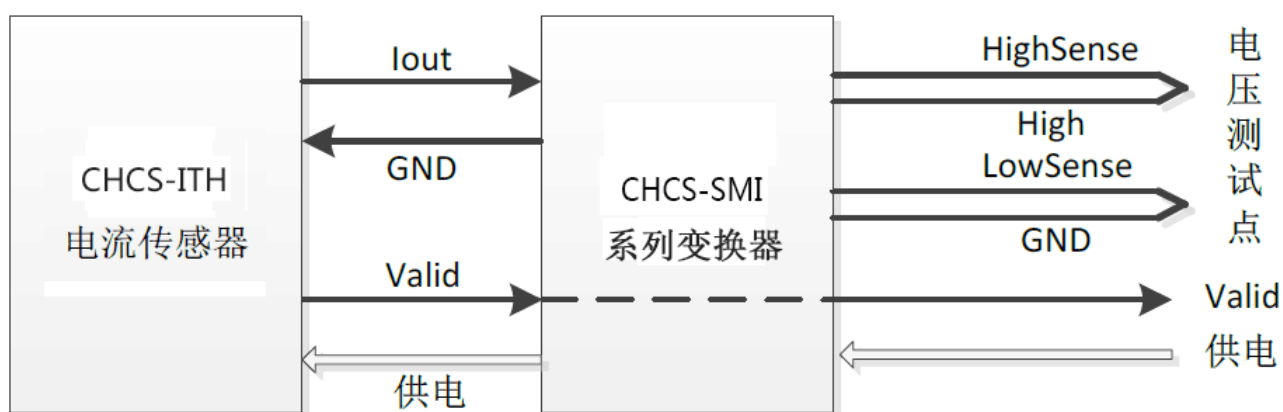 CHCS-ITH
电流传感器
Iout
GND
Valid
供电
CHCS-SMI
系列变换器
HighSense
High
LowSense
GND
电压测试点
Valid
供电